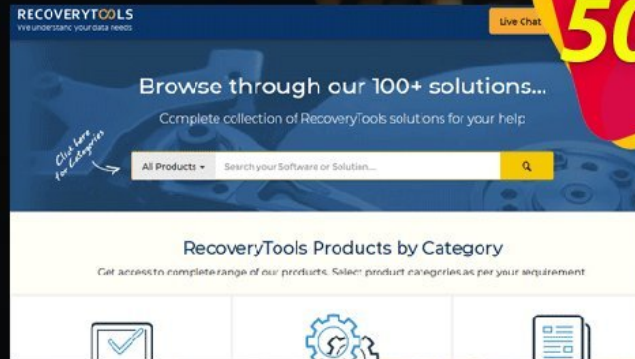 RECOVERYTOOLS
We understand your data needs
Live Chat
50
Browse through our 100+ solutions...
Complete collection of RecoveryTools solutions for your help
Click here
for Categories
All Products
Search your Software or Solution...
RecoveryTools Products by Category
Get access to complete range of our products. Select product categories as per your requirement